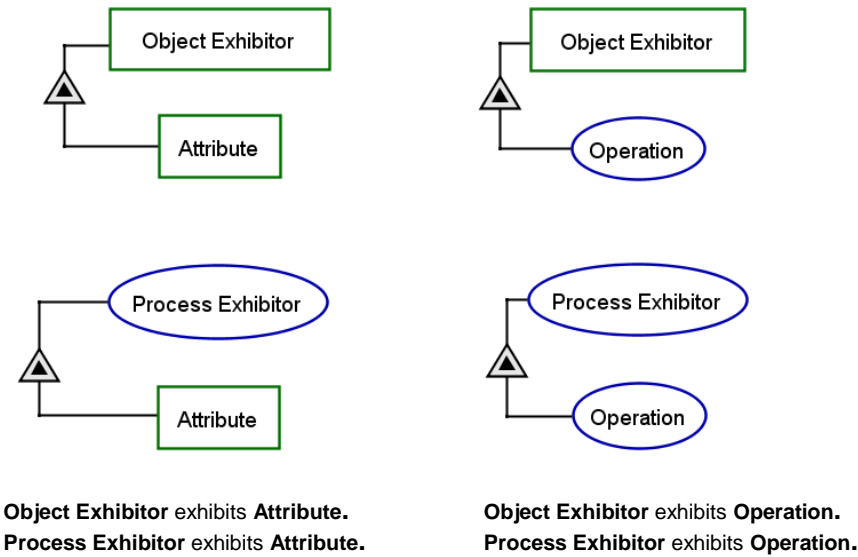 Object Exhibitor
Attribute
Object Exhibitor
Operation
Process Exhibitor
Attribute
Process Exhibitor
Operation
Object Exhibitor exhibits Attribute.
Process Exhibitor exhibits Attribute.
Object Exhibitor exhibits Operation.
Process Exhibitor exhibits Operation.